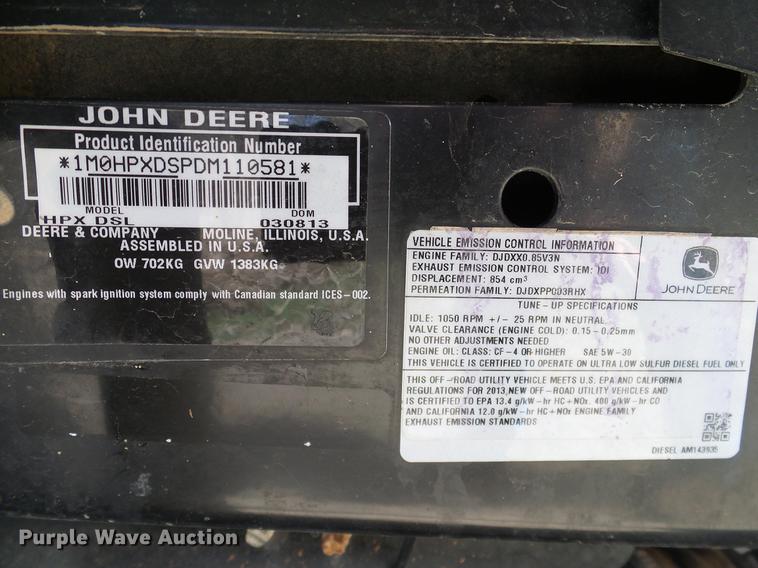 JOHN DEERE
Product Identification Number
*1M0HPXDSPDM110581*
MODEL DOM
HPX DSL 030813
DEERE & COMPANY MOLINE, ILLINOIS, U.S.A.
ASSEMBLED IN U.S.A.
OW 702KG GVW 1383KG
Engines with spark ignition system comply with Canadian standard ICES-002.
VEHICLE EMISSION CONTROL INFORMATION
ENGINE FAMILY: DJDXX0.85V3N
EXHAUST EMISSION CONTROL SYSTEM: IDI
DISPLACEMENT: 854 cm³
PERMEATION FAMILY: DJDXPPC03RHX
JOHN DEERE
TUNE-UP SPECIFICATIONS
IDLE: 1050 RPM +/- 25 RPM IN NEUTRAL
VALVE CLEARANCE (ENGINE COLD): 0.15-0.25mm
NO OTHER ADJUSTMENTS NEEDED
ENGINE OIL: CLASS: CF-4 OR HIGHER SAE 5W-30
THIS VEHICLE IS CERTIFIED TO OPERATE ON ULTRA LOW SULFUR DIESEL FUEL ONLY
THIS OFF-ROAD UTILITY VEHICLE MEETS U.S. EPA AND CALIFORNIA
REGULATIONS FOR 2013 NEW OFF-ROAD UTILITY VEHICLES AND
IS CERTIFIED TO EPA 13.4 g/kW-hr HC+NOx, 400 g/kW-hr CO
AND CALIFORNIA 12.0 g/kW-hr HC+NOx ENGINE FAMILY
EXHAUST EMISSION STANDARDS
DIESEL AM143935
Purple Wave Auction